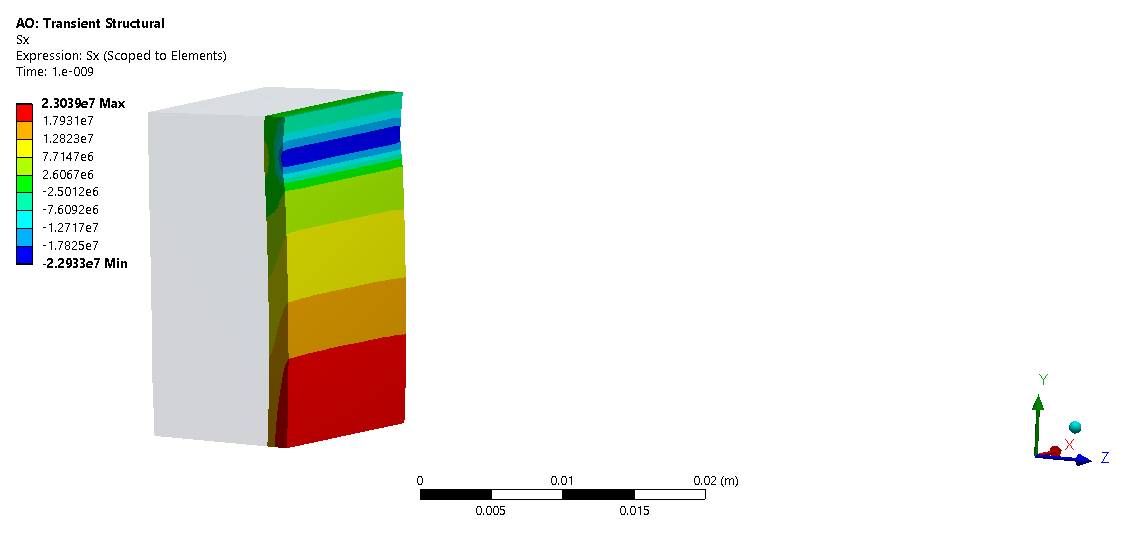 AO: Transient Structural
Sx
Expression: Sx (Scoped to Elements)
Time: 1.e-009
2.3039e7 Max
1.7931e7
1.2823e7
7.7147e6
2.6067e6
-2.5012e6
-7.6092e6
-1.2717e7
-1.7825e7
-2.2933e7 Min
Y
X
Z
0 0.01 0.02 (m)
0.005 0.015